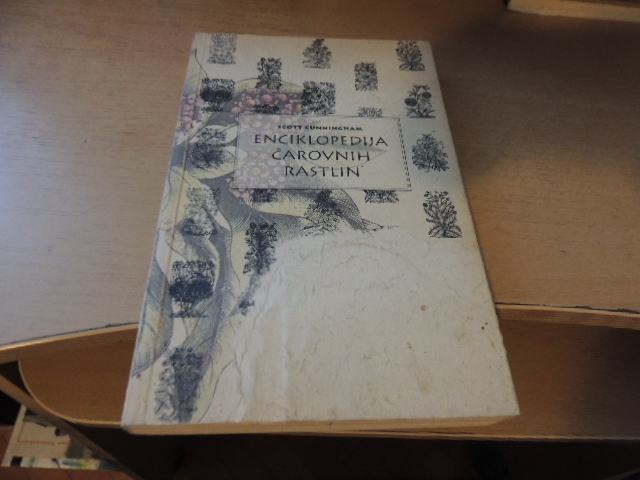 SCOTT CUNNINGHAM
ENCIKLOPEDIJA
ČAROVNIH
RASTLIN